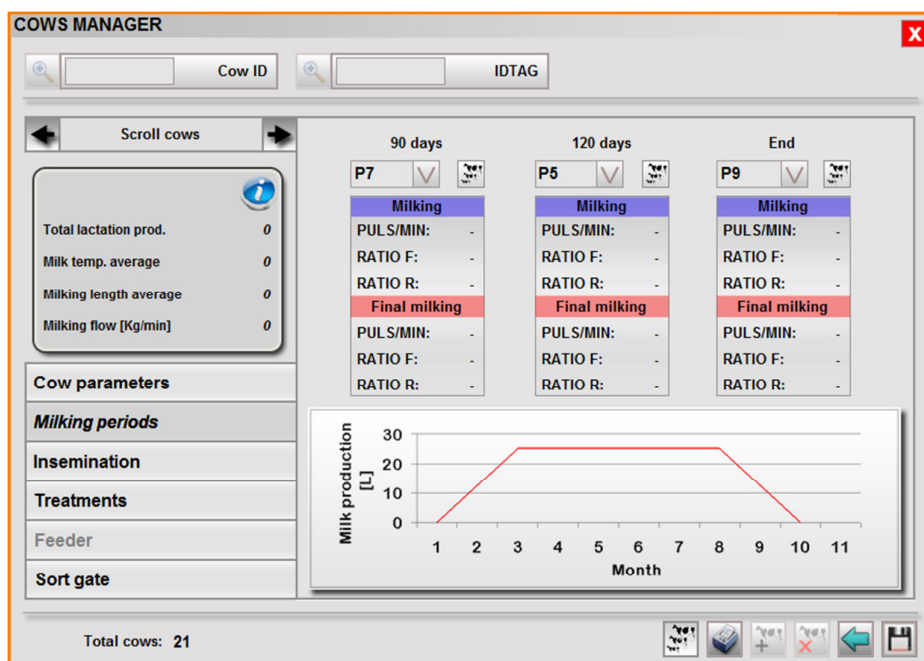 COWS MANAGER
X
Cow ID
IDTAG
Scroll cows
Total lactation prod. 0
Milk temp. average 0
Milking length average 0
Milking flow [Kg/min] 0
Cow parameters
Milking periods
Insemination
Treatments
Feeder
Sort gate
90 days
P7
Milking
PULS/MIN: -
RATIO F: -
RATIO R: -
Final milking
PULS/MIN: -
RATIO F: -
RATIO R: -
120 days
P5
Milking
PULS/MIN: -
RATIO F: -
RATIO R: -
Final milking
PULS/MIN: -
RATIO F: -
RATIO R: -
End
P9
Milking
PULS/MIN: -
RATIO F: -
RATIO R: -
Final milking
PULS/MIN: -
RATIO F: -
RATIO R: -
Milk production
[L]
30
20
10
0
1 2 3 4 5 6 7 8 9 10 11
Month
Total cows: 21